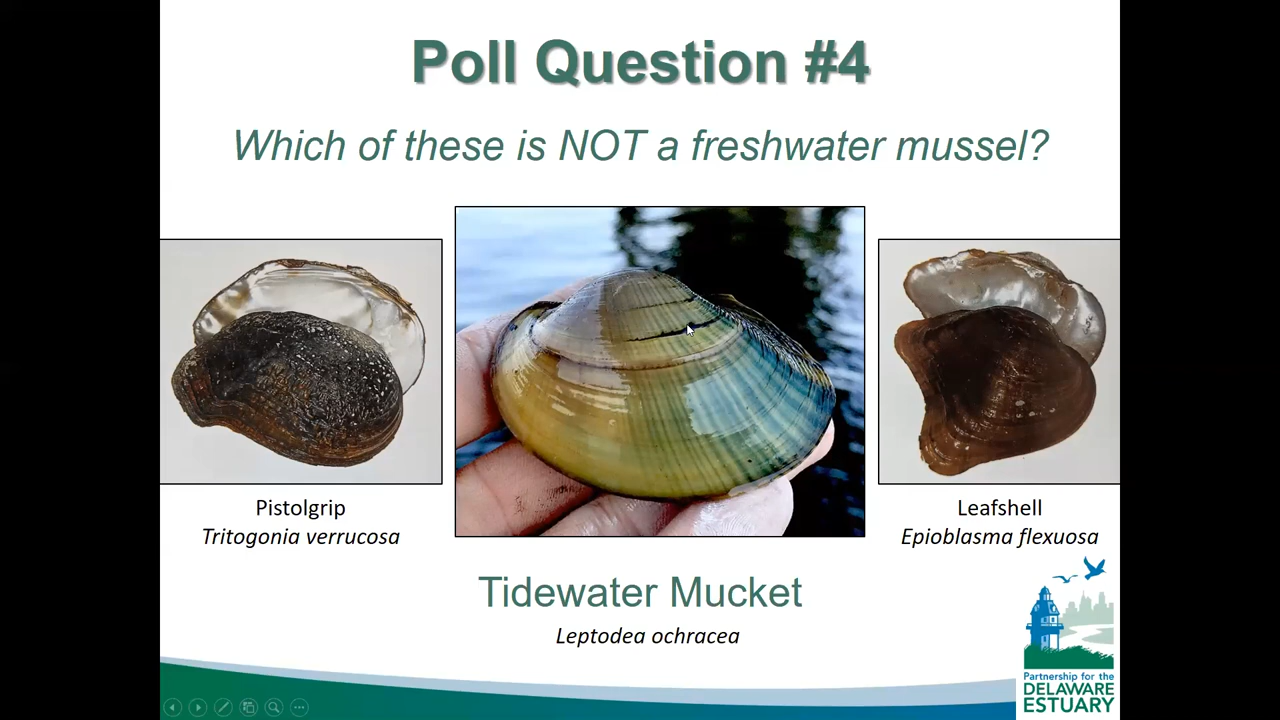 Poll Question #4
Which of these is NOT a freshwater mussel?
Pistolgrip
Tritogonia verrucosa
Leafshell
Epioblasma flexuosa
Tidewater Mucket
Leptodea ochracea
Partnership for the
DELAWARE
ESTUARY